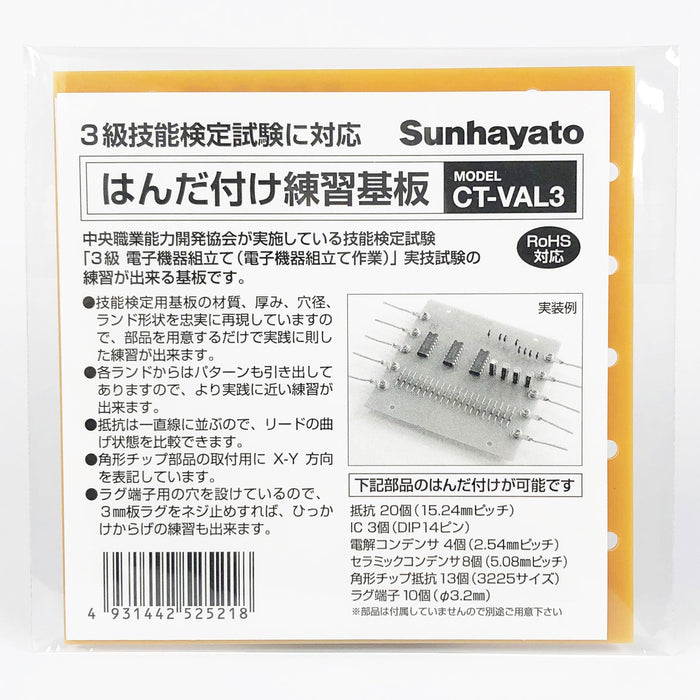 3級技能検定試験に対応
Sunhayato
はんだ付け練習基板
MODEL
CT-VAL3
中央職業能力開発協会が実施している技能検定試験
「3級 電子機器組立て(電子機器組立て作業)」実技試験の
練習が出来る基板です。
RoHS
対応
●技能検定用基板の材質、厚み、穴径、
ランド形状を忠実に再現していますの
で、部品を用意するだけで実践に則し
た練習が出来ます。
●各ランドからはパターンも引き出して
ありますので、より実践に近い練習が
出来ます。
●抵抗は一直線に並ぶので、リードの曲
げ状態を比較できます。
●角形チップ部品の取付用に X-Y 方向
を表記しています。
●ラグ端子用の穴を設けているので、
3㎜板ラグをネジ止めすれば、ひっか
けからげの練習も出来ます。
実装例
下記部品のはんだ付けが可能です
抵抗 20個(15.24㎜ピッチ)
IC 3個(DIP14ピン)
電解コンデンサ 4個(2.54㎜ピッチ)
セラミックコンデンサ8個(5.08㎜ピッチ)
角形チップ抵抗 13個(3225サイズ)
ラグ端子 10個(φ3.2㎜)
※部品は付属していませんので別途ご用意下さい
4 931442 525218